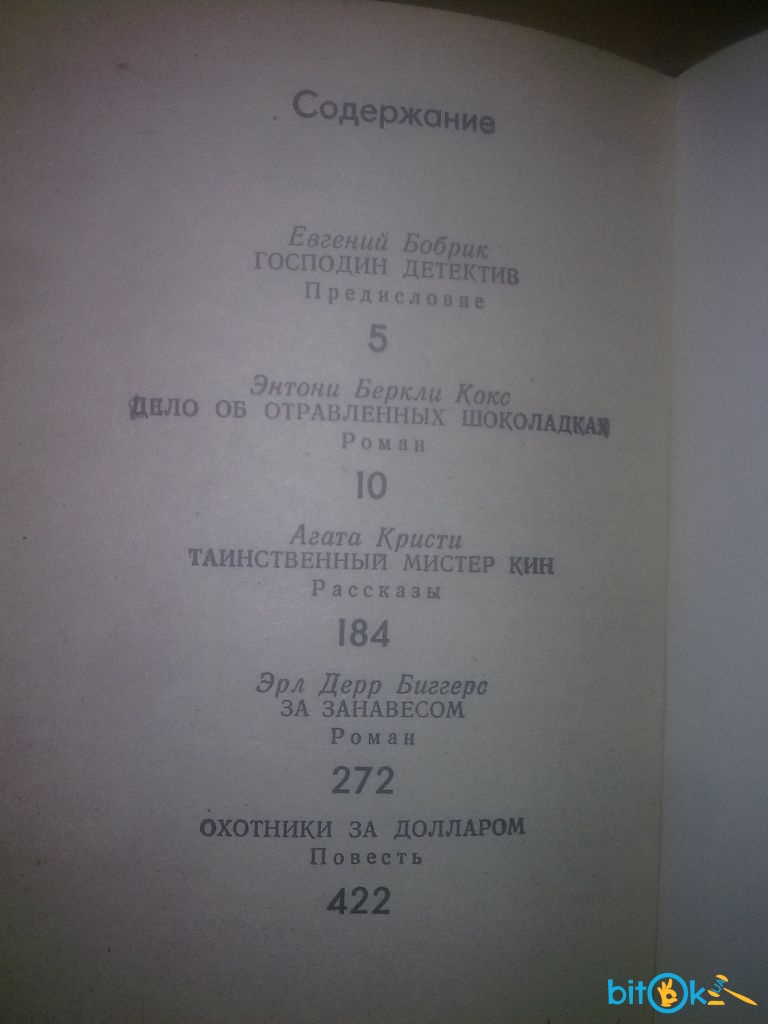 Содержание
Евгений Бобрик
ГОСПОДИН ДЕТЕКТИВ
Предисловие
5
Энтони Беркли Кокс
ДЕЛО ОБ ОТРАВЛЕННЫХ ШОКОЛАДКАХ
Роман
10
Агата Кристи
ТАИНСТВЕННЫЙ МИСТЕР КИН
Рассказы
184
Эрл Дерр Биггерс
ЗА ЗАНАВЕСОМ
Роман
272
ОХОТНИКИ ЗА ДОЛЛАРОМ
Повесть
422
bitOk UA